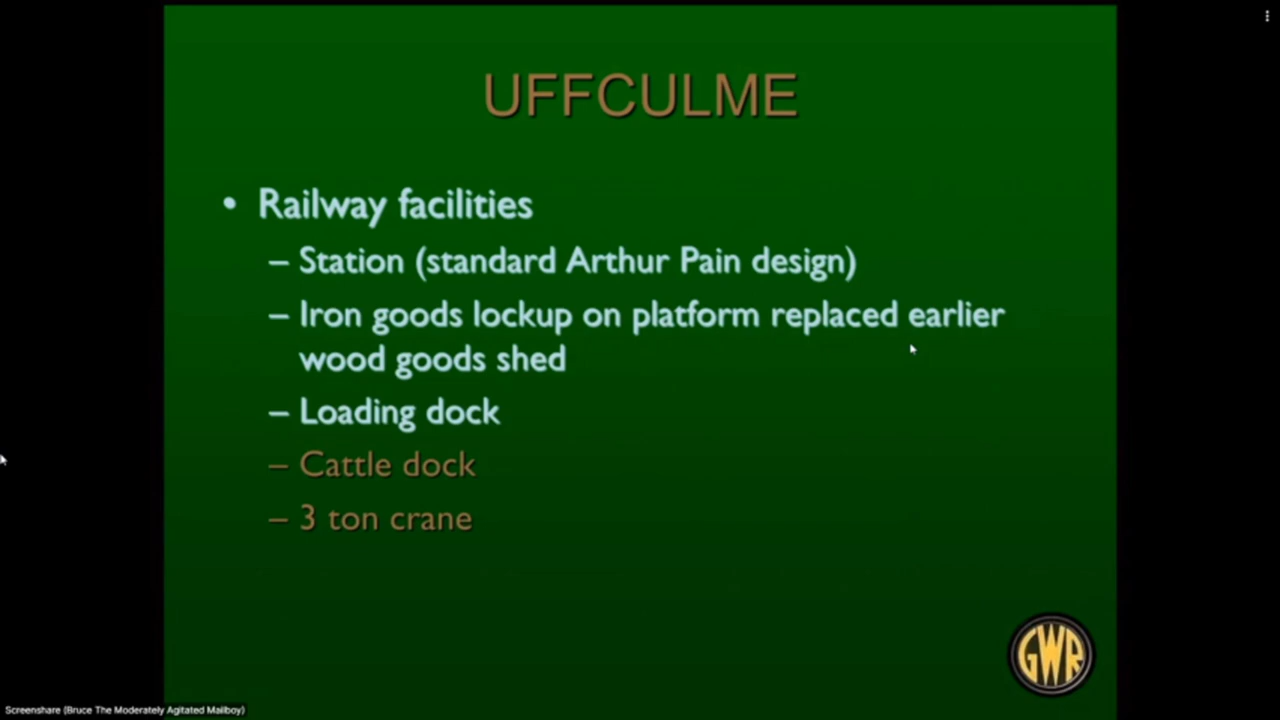 UFFCULME
• Railway facilities
– Station (standard Arthur Pain design)
– Iron goods lockup on platform replaced earlier
wood goods shed
– Loading dock
– Cattle dock
– 3 ton crane
GWR
Screenshare (Bruce The Moderately Agitated Mailboy)